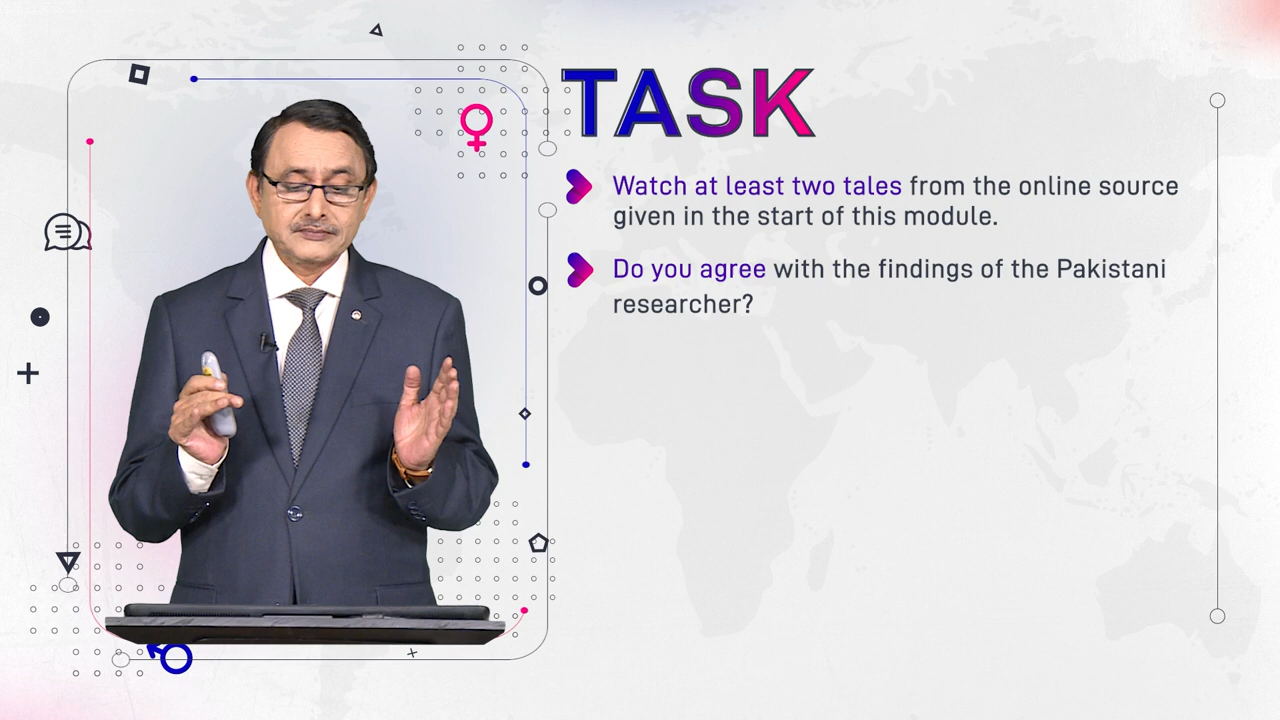 TASK
Watch at least two tales from the online source
given in the start of this module.
Do you agree with the findings of the Pakistani
researcher?